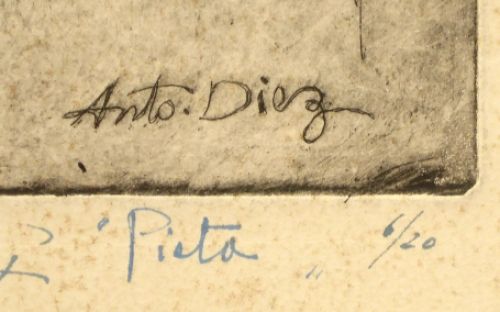 Anto. Diez
"Pieta" 6/20